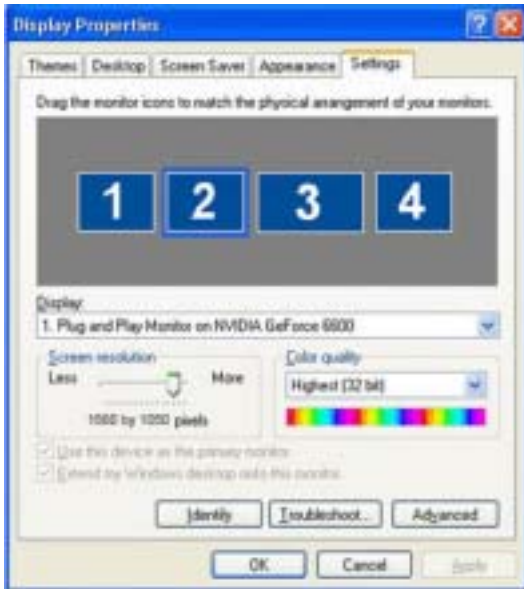 Display Properties
Themes Desktop Screen Saver Appearance Settings
Drag the monitor icons to match the physical arrangement of your monitors.
1 2 3 4
Display:
1. Plug and Play Monitor on NVIDIA GeForce 6600
Screen resolution
Less More
by 1050 pixels
Color quality
Highest (32 bit)
Use this device as the primary monitor.
Extend my Windows desktop onto this monitor.
Identify Troubleshoot... Advanced
OK Cancel Apply